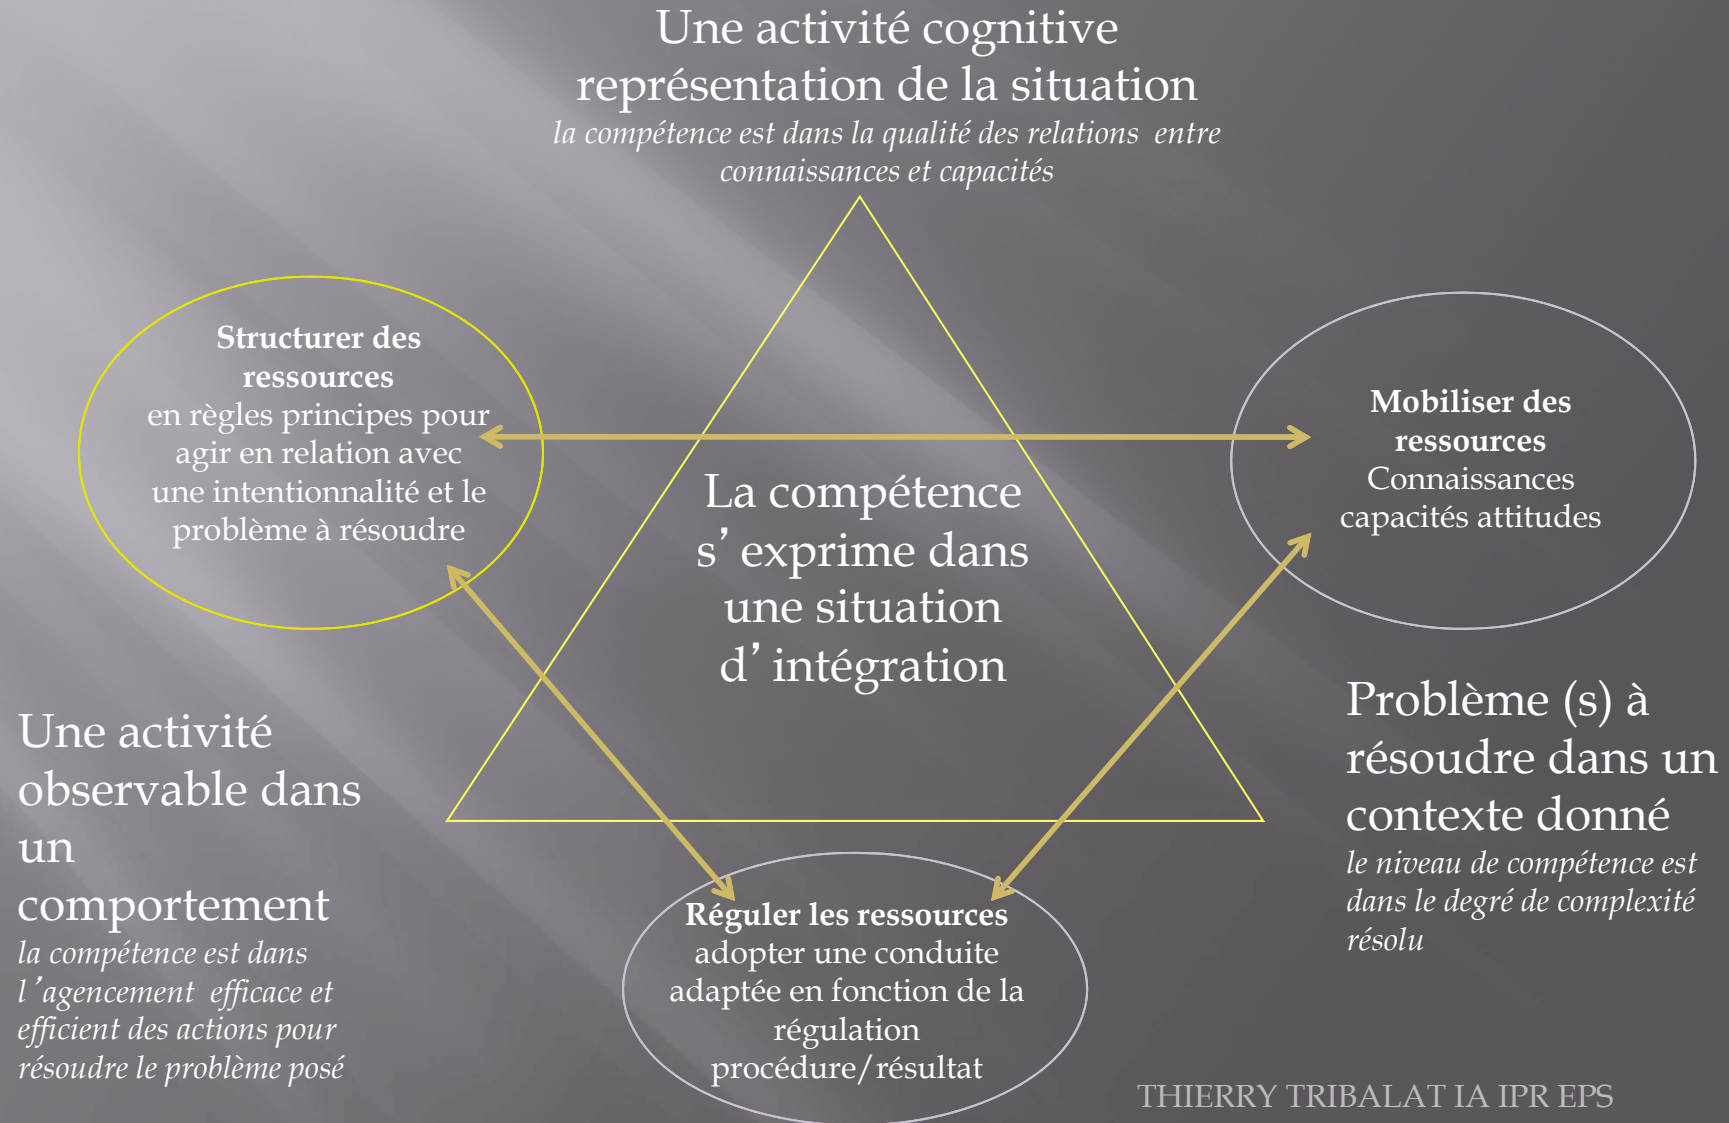 Une activité cognitive
représentation de la situation
la compétence est dans la qualité des relations entre
connaissances et capacités
Structurer des
ressources
en règles principes pour
agir en relation avec
une intentionnalité et le
problème à résoudre
Mobiliser des
ressources
Connaissances
capacités attitudes
La compétence
s’ exprime dans
une situation
d’ intégration
Une activité
observable dans
un
comportement
la compétence est dans
l ’agencement efficace et
efficient des actions pour
résoudre le problème posé
Problème (s) à
résoudre dans un
contexte donné
le niveau de compétence est
dans le degré de complexité
résolu
Réguler les ressources
adopter une conduite
adaptée en fonction de la
régulation
procédure/résultat
THIERRY TRIBALAT IA IPR EPS